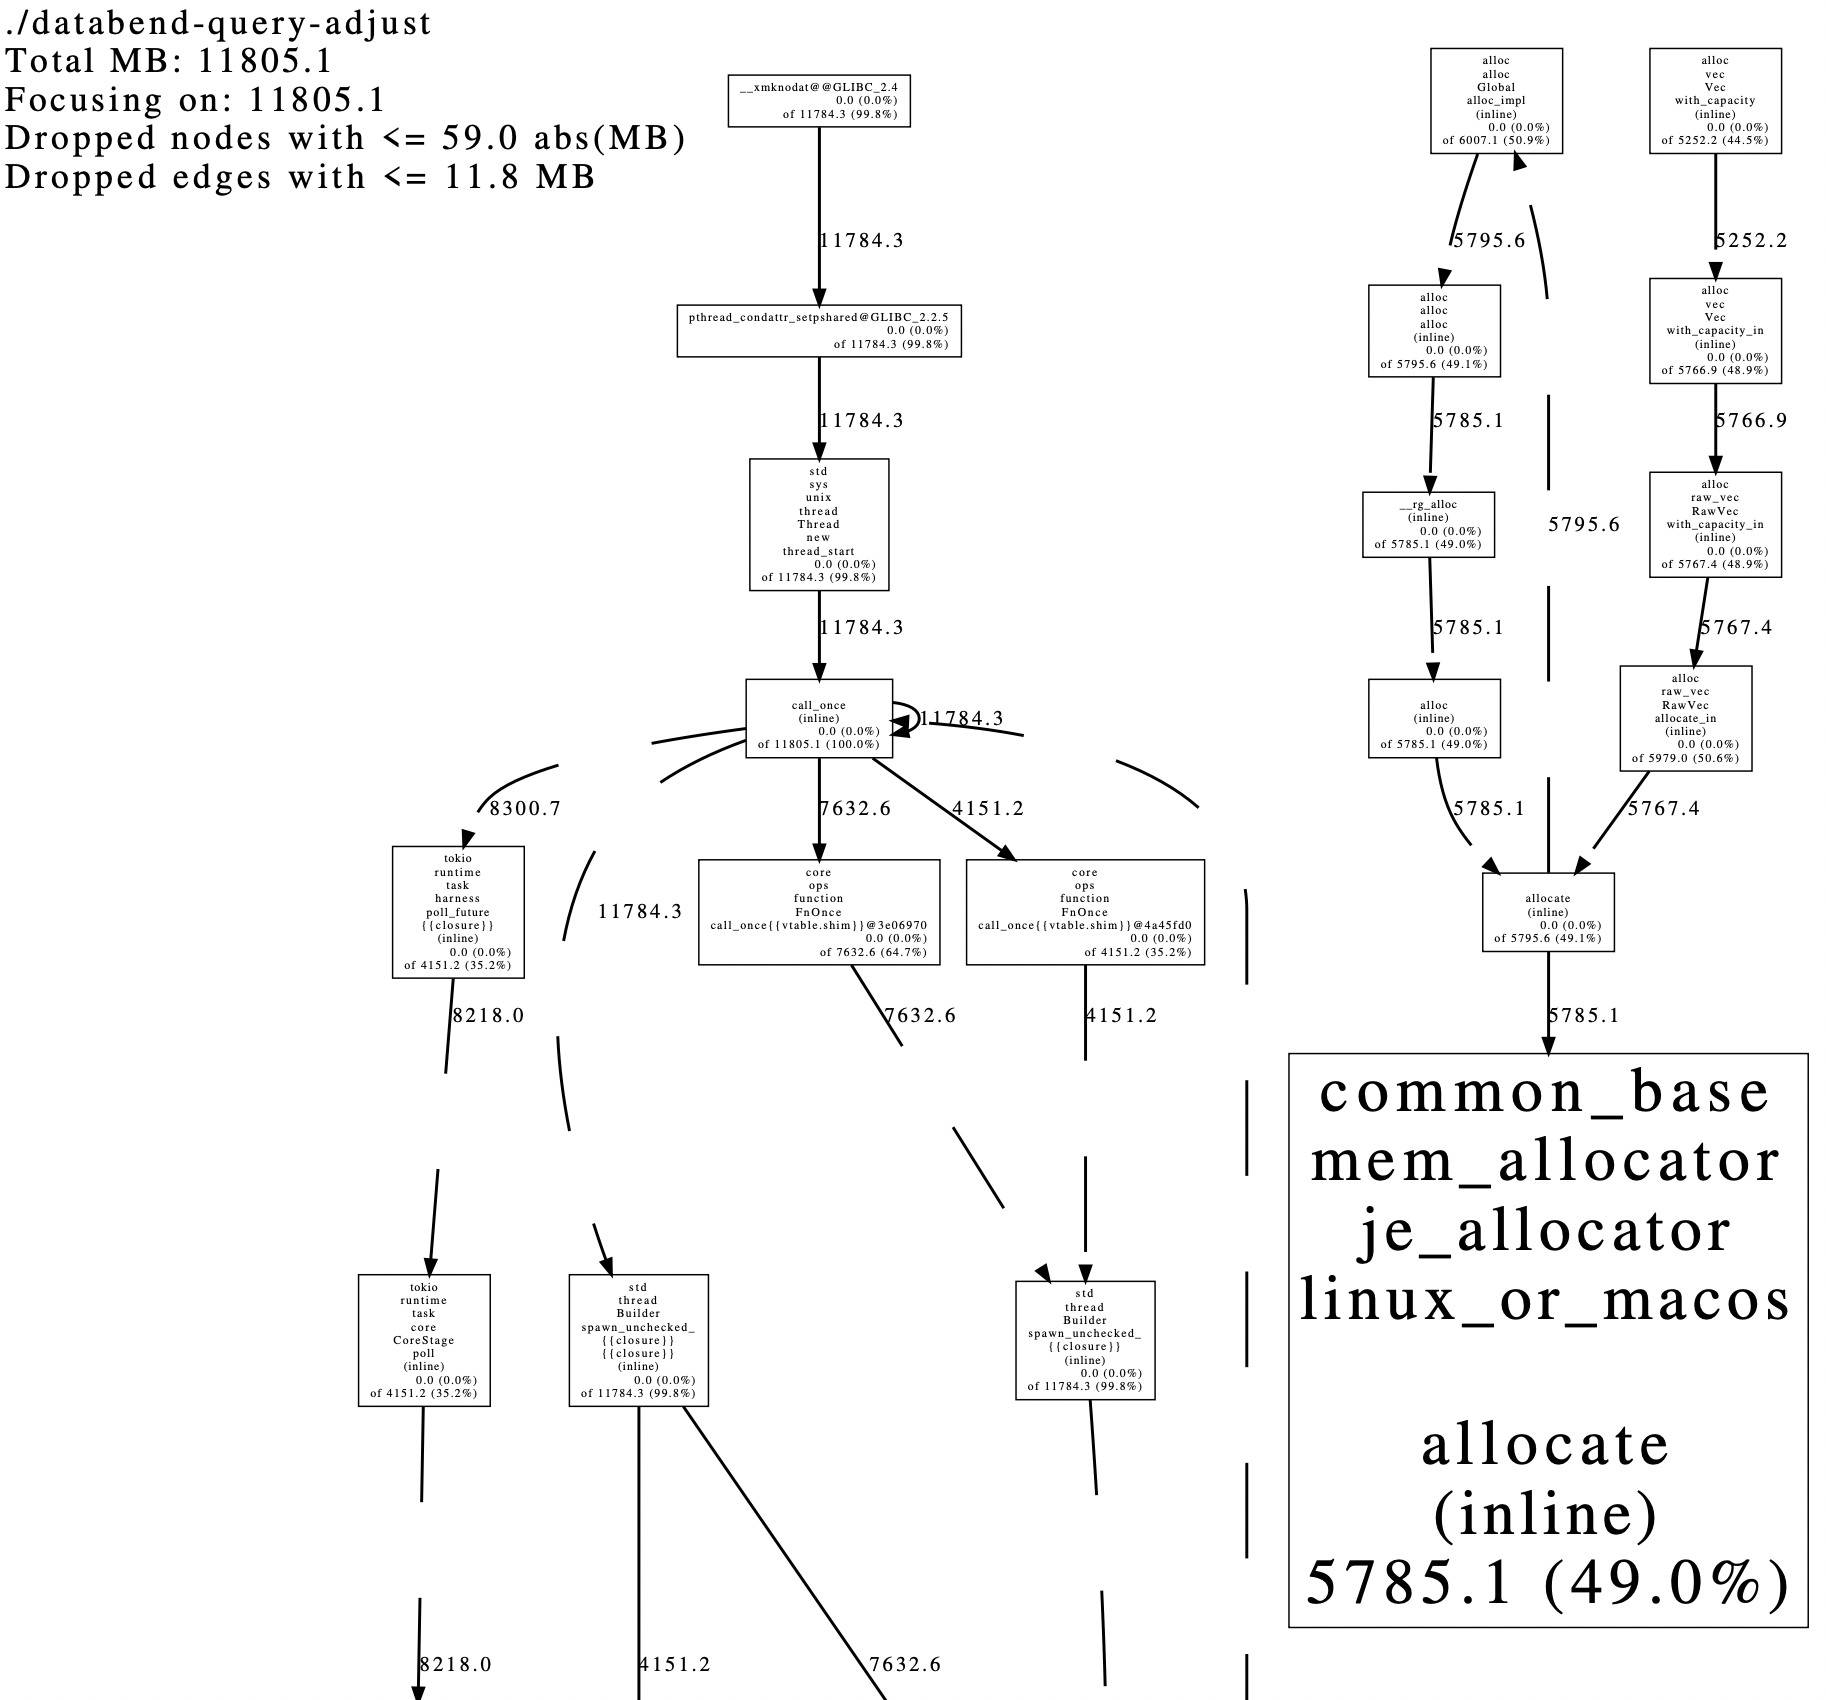 ./databend-query-adjust
Total MB: 11805.1
Focusing on: 11805.1
Dropped nodes with <= 59.0 abs(MB)
Dropped edges with <= 11.8 MB
__xmknodat@@GLIBC_2.4
0.0 (0.0%)
of 11784.3 (99.8%)
11784.3
pthread_condattr_setpshared@GLIBC_2.2.5
0.0 (0.0%)
of 11784.3 (99.8%)
11784.3
std
sys
unix
thread
Thread
new
thread_start
0.0 (0.0%)
of 11784.3 (99.8%)
11784.3
call_once
(inline)
0.0 (0.0%)
of 11805.1 (100.0%)
11784.3
8300.7
7632.6
4151.2
11784.3
tokio
runtime
task
harness
poll_future
{{closure}}
(inline)
0.0 (0.0%)
of 4151.2 (35.2%)
8218.0
core
ops
function
FnOnce
call_once{{vtable.shim}}@3e06970
0.0 (0.0%)
of 7632.6 (64.7%)
7632.6
core
ops
function
FnOnce
call_once{{vtable.shim}}@4a45fd0
0.0 (0.0%)
of 4151.2 (35.2%)
4151.2
tokio
runtime
task
core
CoreStage
poll
(inline)
0.0 (0.0%)
of 4151.2 (35.2%)
8218.0
std
thread
Builder
spawn_unchecked_
{{closure}}
{{closure}}
(inline)
0.0 (0.0%)
of 11784.3 (99.8%)
4151.2
7632.6
std
thread
Builder
spawn_unchecked_
{{closure}}
(inline)
0.0 (0.0%)
of 11784.3 (99.8%)
alloc
alloc
Global
alloc_impl
(inline)
0.0 (0.0%)
of 6007.1 (50.9%)
5795.6
alloc
alloc
alloc
(inline)
0.0 (0.0%)
of 5795.6 (49.1%)
5785.1
__rg_alloc
(inline)
0.0 (0.0%)
of 5785.1 (49.0%)
5785.1
alloc
(inline)
0.0 (0.0%)
of 5785.1 (49.0%)
5785.1
5795.6
alloc
vec
Vec
with_capacity
(inline)
0.0 (0.0%)
of 5252.2 (44.5%)
5252.2
alloc
vec
Vec
with_capacity_in
(inline)
0.0 (0.0%)
of 5766.9 (48.9%)
5766.9
alloc
raw_vec
RawVec
with_capacity_in
(inline)
0.0 (0.0%)
of 5767.4 (48.9%)
5767.4
alloc
raw_vec
RawVec
allocate_in
(inline)
0.0 (0.0%)
of 5979.0 (50.6%)
5767.4
allocate
(inline)
0.0 (0.0%)
of 5795.6 (49.1%)
5785.1
common_base
mem_allocator
je_allocator
linux_or_macos
allocate
(inline)
5785.1 (49.0%)